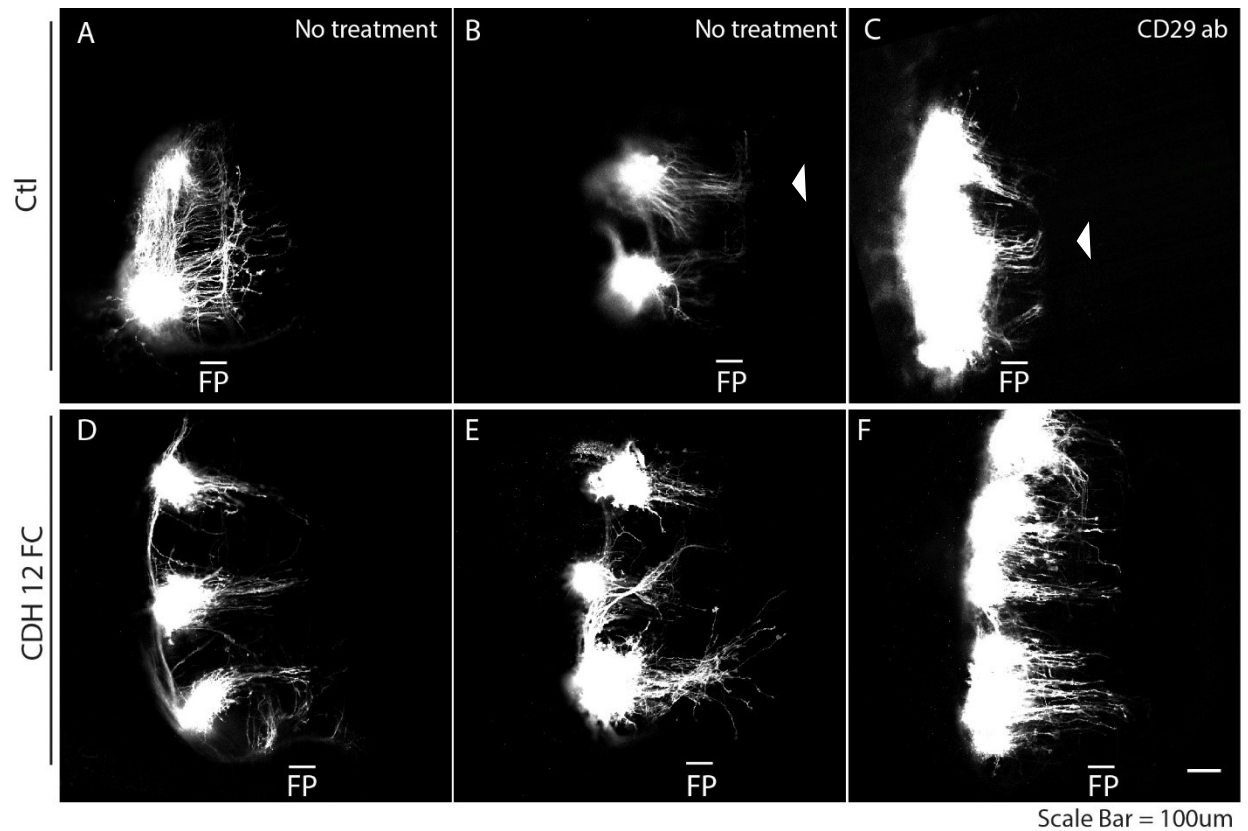 A No treatment
B No treatment
C CD29 ab
Ctl
FP
FP
FP
D
E
F
CDH 12 FC
FP
FP
FP
Scale Bar = 100um